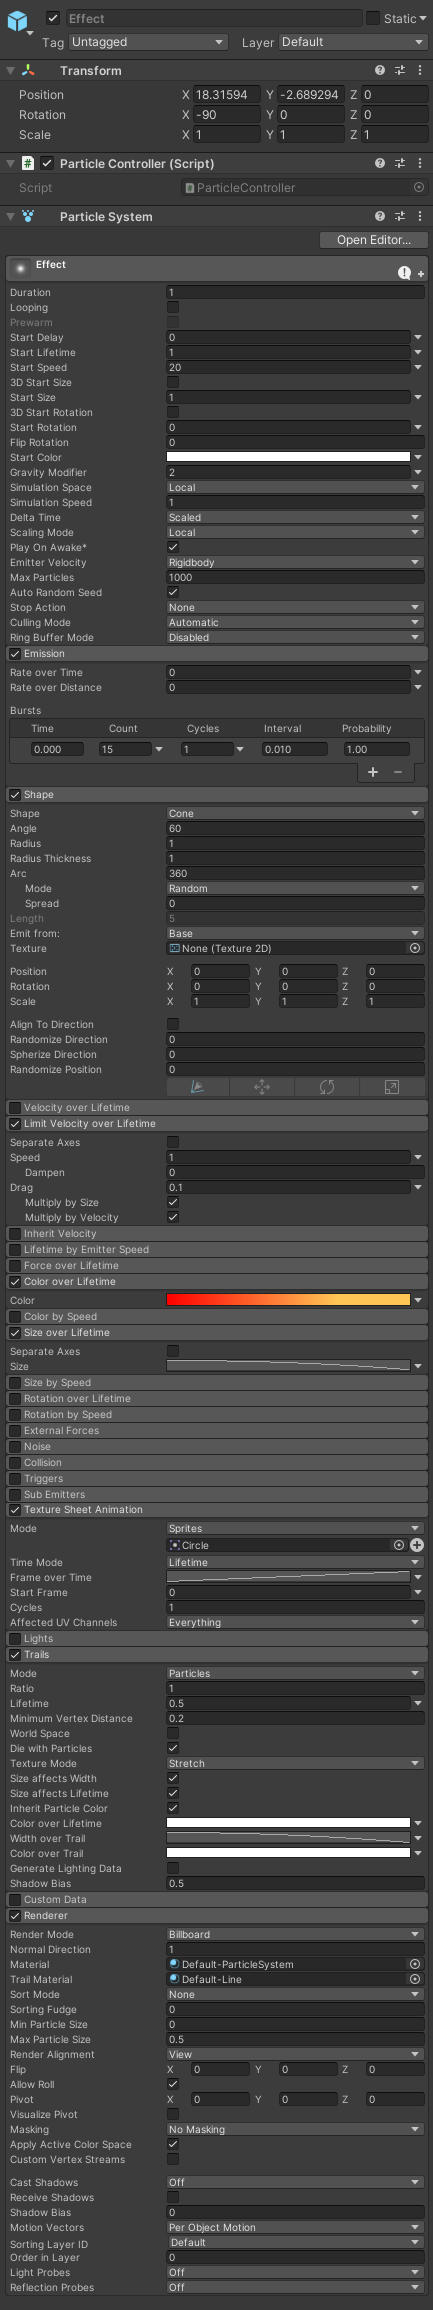 Effect Static
Tag Untagged Layer Default
Transform
Position X 18.31594 Y -2.689294 Z 0
Rotation X -90 Y 0 Z 0
Scale X 1 Y 1 Z 1
# Particle Controller (Script)
Script # ParticleController
Particle System
Open Editor...
Effect
Duration 1
Looping
Prewarm
Start Delay 0
Start Lifetime 1
Start Speed 20
3D Start Size
Start Size 1
3D Start Rotation
Start Rotation 0
Flip Rotation 0
Start Color
Gravity Modifier 2
Simulation Space Local
Simulation Speed 1
Delta Time Scaled
Scaling Mode Local
Play On Awake*
Emitter Velocity Rigidbody
Max Particles 1000
Auto Random Seed
Stop Action None
Culling Mode Automatic
Ring Buffer Mode Disabled
Emission
Rate over Time 0
Rate over Distance 0
Bursts
Time Count Cycles Interval Probability
0.000 15 1 0.010 1.00
+ −
Shape
Shape Cone
Angle 60
Radius 1
Radius Thickness 1
Arc 360
Mode Random
Spread 0
Length 5
Emit from: Base
Texture None (Texture 2D)
Position X 0 Y 0 Z 0
Rotation X 0 Y 0 Z 0
Scale X 1 Y 1 Z 1
Align To Direction
Randomize Direction 0
Spherize Direction 0
Randomize Position 0
Velocity over Lifetime
Limit Velocity over Lifetime
Separate Axes
Speed 1
Dampen 0
Drag 0.1
Multiply by Size
Multiply by Velocity
Inherit Velocity
Lifetime by Emitter Speed
Force over Lifetime
Color over Lifetime
Color
Color by Speed
Size over Lifetime
Separate Axes
Size
Size by Speed
Rotation over Lifetime
Rotation by Speed
External Forces
Noise
Collision
Triggers
Sub Emitters
Texture Sheet Animation
Mode Sprites
Circle
Time Mode Lifetime
Frame over Time
Start Frame 0
Cycles 1
Affected UV Channels Everything
Lights
Trails
Mode Particles
Ratio 1
Lifetime 0.5
Minimum Vertex Distance 0.2
World Space
Die with Particles
Texture Mode Stretch
Size affects Width
Size affects Lifetime
Inherit Particle Color
Color over Lifetime
Width over Trail
Color over Trail
Generate Lighting Data
Shadow Bias 0.5
Custom Data
Renderer
Render Mode Billboard
Normal Direction 1
Material Default-ParticleSystem
Trail Material Default-Line
Sort Mode None
Sorting Fudge 0
Min Particle Size 0
Max Particle Size 0.5
Render Alignment View
Flip X 0 Y 0 Z 0
Allow Roll
Pivot X 0 Y 0 Z 0
Visualize Pivot
Masking No Masking
Apply Active Color Space
Custom Vertex Streams
Cast Shadows Off
Receive Shadows
Shadow Bias 0
Motion Vectors Per Object Motion
Sorting Layer ID Default
Order in Layer 0
Light Probes Off
Reflection Probes Off